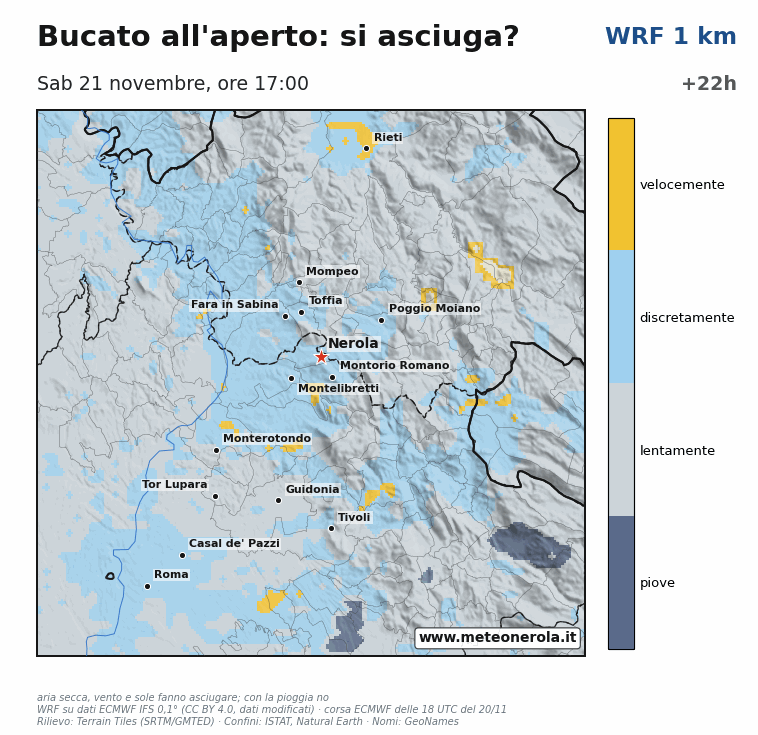 Bucato all'aperto: si asciuga?
WRF 1 km
Sab 21 novembre, ore 17:00
+22h
Rieti
Mompeo
Fara in Sabina
Toffia
Poggio Moiano
Nerola
Montorio Romano
Montelibretti
Monterotondo
Tor Lupara
Guidonia
Tivoli
Casal de' Pazzi
Roma
www.meteonerola.it
velocemente
discretamente
lentamente
piove
aria secca, vento e sole fanno asciugare; con la pioggia no
WRF su dati ECMWF IFS 0,1° (CC BY 4.0, dati modificati) · corsa ECMWF delle 18 UTC del 20/11
Rilievo: Terrain Tiles (SRTM/GMTED) · Confini: ISTAT, Natural Earth · Nomi: GeoNames